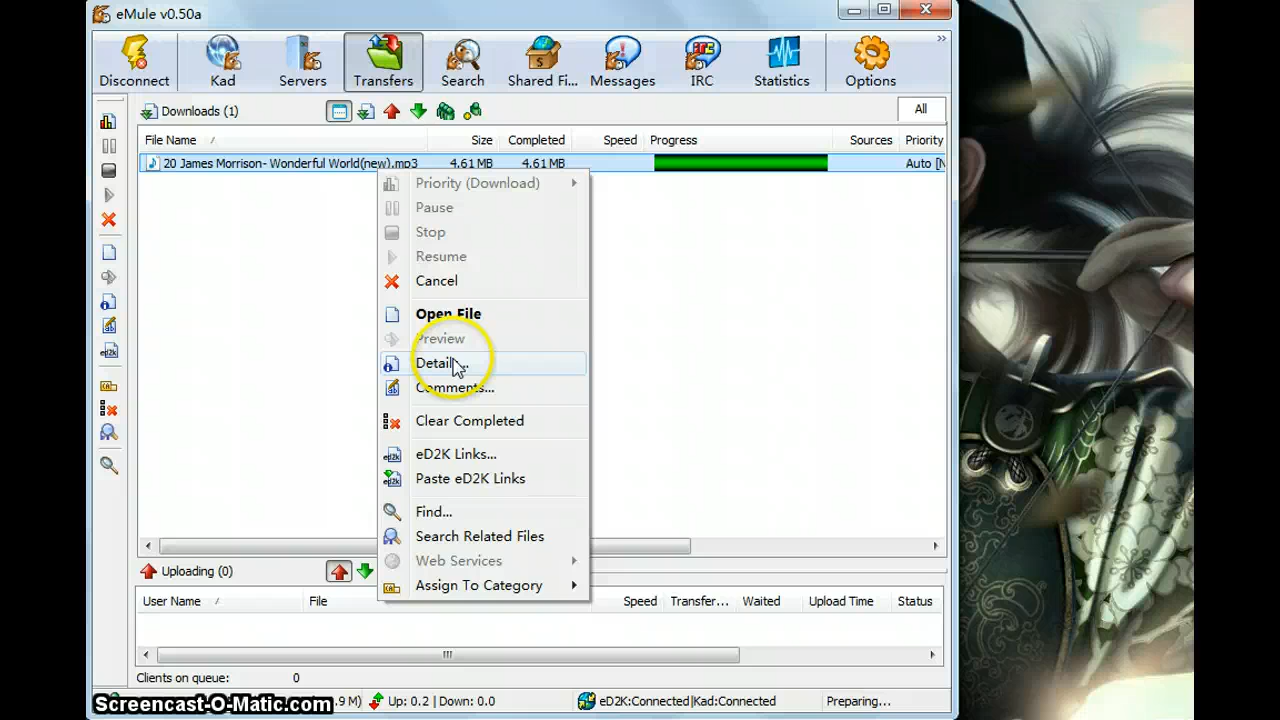 eMule v0.50a
Disconnect Kad Servers Transfers Search Shared Fi... Messages IRC Statistics Options
Downloads (1) All
File Name Size Completed Speed Progress Sources Priority
20 James Morrison- Wonderful World(new).mp3 4.61 MB 4.61 MB Auto [N
Priority (Download)
Pause
Stop
Resume
Cancel
Open File
Preview
Details...
Comments...
Clear Completed
eD2K Links...
Paste eD2K Links
Find...
Search Related Files
Web Services
Assign To Category
Uploading (0)
User Name File Speed Transfer... Waited Upload Time Status
Clients on queue: 0
.9 M) Up: 0.2 | Down: 0.0 eD2K:Connected|Kad:Connected Preparing...
Screencast-O-Matic.com